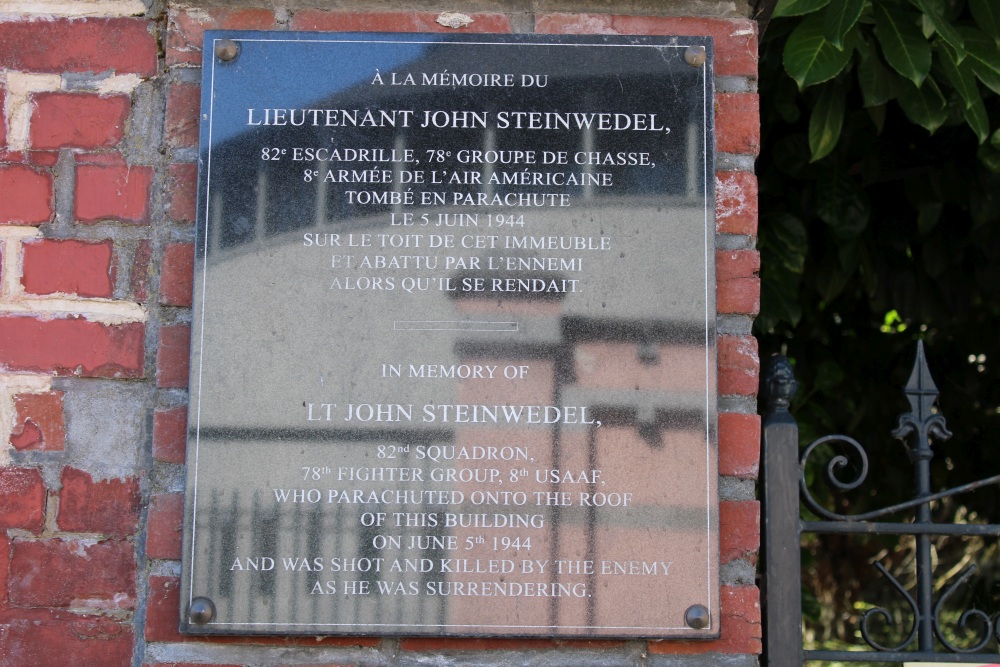 À LA MÉMOIRE DU
LIEUTENANT JOHN STEINWEDEL,
82e ESCADRILLE, 78e GROUPE DE CHASSE,
8e ARMÉE DE L'AIR AMÉRICAINE
TOMBÉ EN PARACHUTE
LE 5 JUIN 1944
SUR LE TOIT DE CET IMMEUBLE
ET ABATTU PAR L'ENNEMI
ALORS QU'IL SE RENDAIT.
IN MEMORY OF
LT JOHN STEINWEDEL,
82nd SQUADRON,
78th FIGHTER GROUP, 8th USAAF,
WHO PARACHUTED ONTO THE ROOF
OF THIS BUILDING
ON JUNE 5th 1944
AND WAS SHOT AND KILLED BY THE ENEMY
AS HE WAS SURRENDERING.